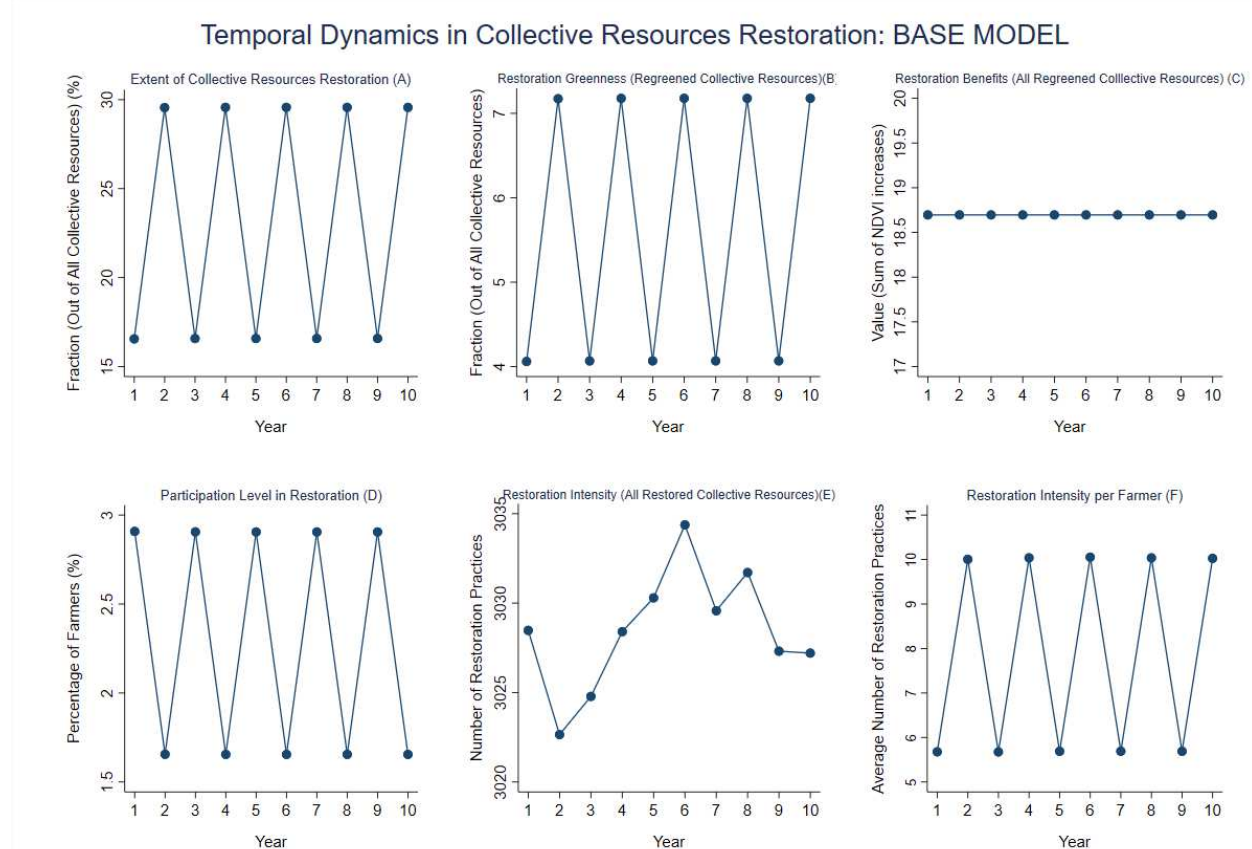 Temporal Dynamics in Collective Resources Restoration: BASE MODEL
Extent of Collective Resources Restoration (A)
Fraction (Out of All Collective Resources) (%)
30
25
20
15
1 2 3 4 5 6 7 8 9 10
Year
Restoration Greenness (Regreened Collective Resources)(B
Fraction (Out of All Collective Resources)
7
6
5
4
1 2 3 4 5 6 7 8 9 10
Year
Restoration Benefits (All Regreened Colllective Resources) (C)
Value (Sum of NDVI increases)
20
19.5
19
18.5
18
17.5
17
1 2 3 4 5 6 7 8 9 10
Year
Participation Level in Restoration (D)
Percentage of Farmers (%)
3
2.5
2
1.5
1 2 3 4 5 6 7 8 9 10
Year
Restoration Intensity (All Restored Collective Resources)(E)
Number of Restoration Practices
3035
3030
3025
3020
1 2 3 4 5 6 7 8 9 10
Year
Restoration Intensity per Farmer (F)
Average Number of Restoration Practices
11
10
9
8
7
6
5
1 2 3 4 5 6 7 8 9 10
Year